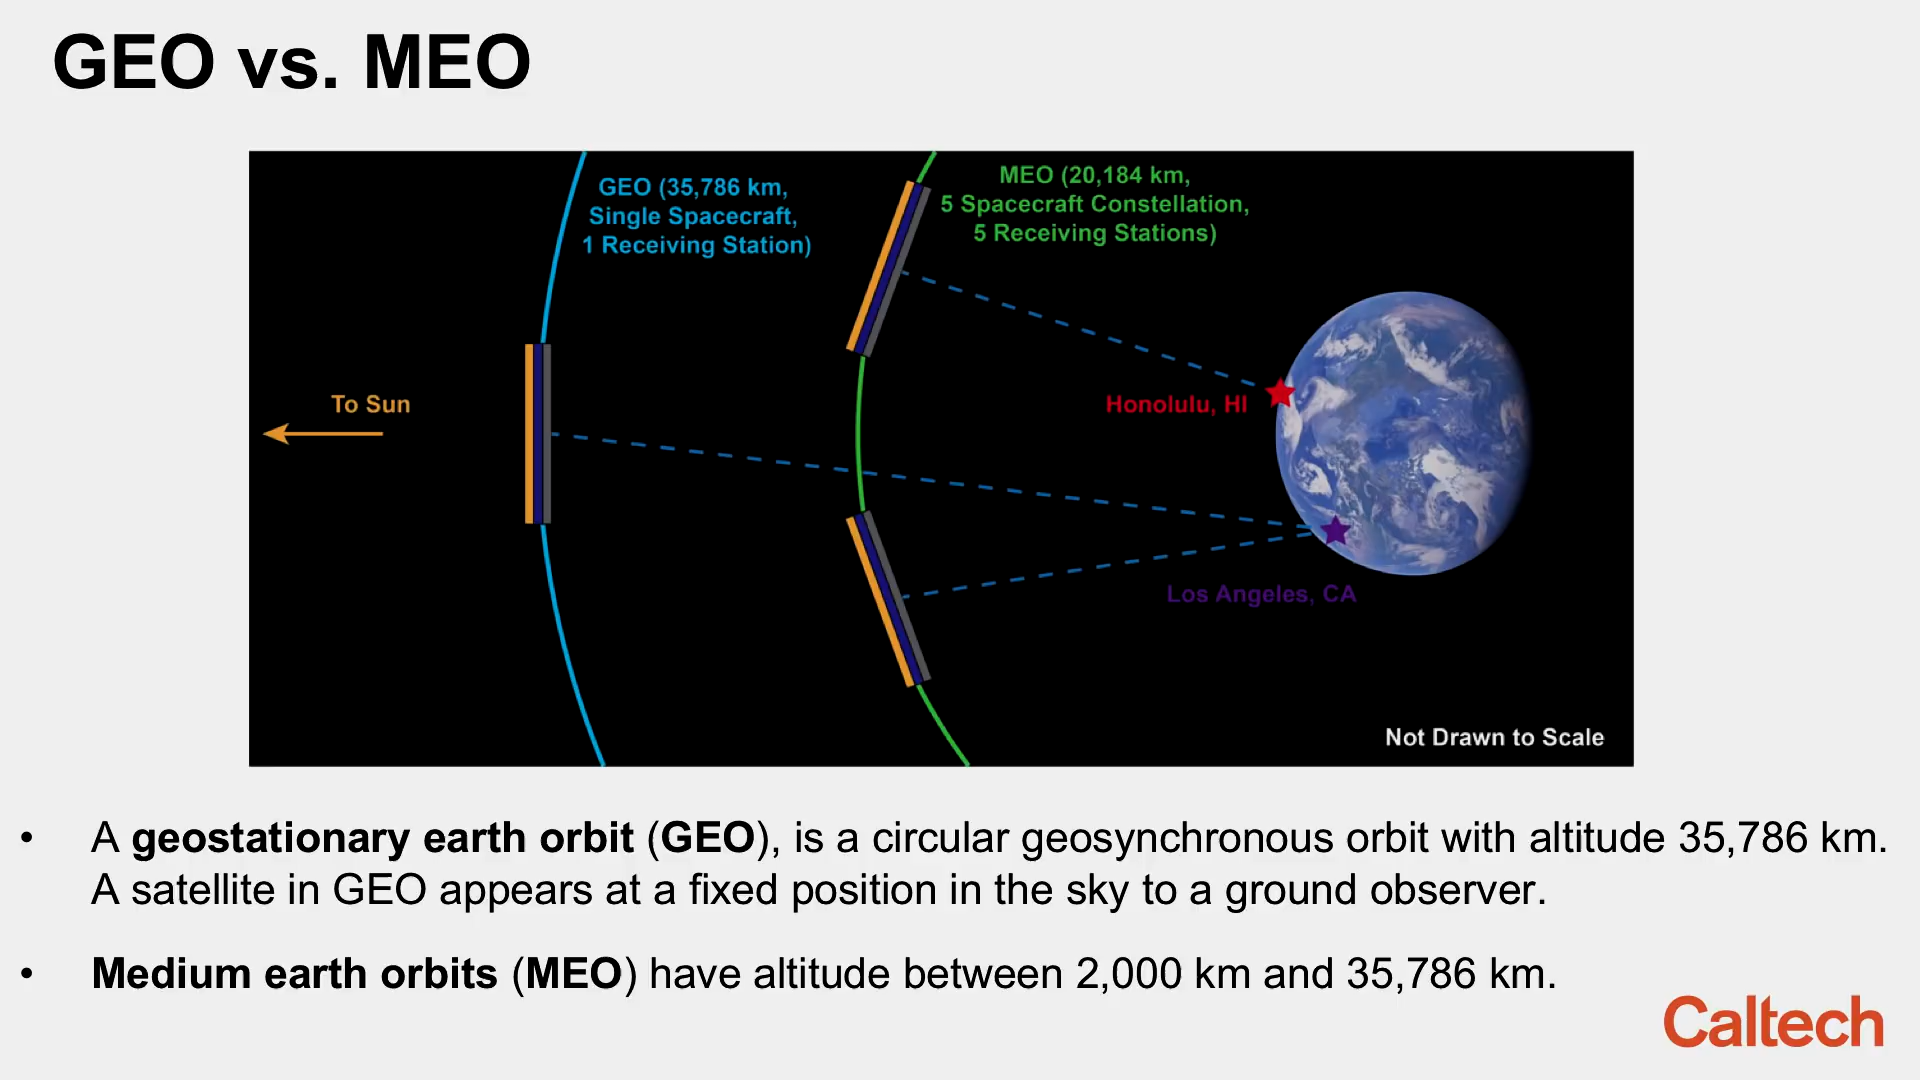 GEO vs. MEO
GEO (35,786 km,
Single Spacecraft,
1 Receiving Station)
MEO (20,184 km,
5 Spacecraft Constellation,
5 Receiving Stations)
To Sun
Honolulu, HI
Los Angeles, CA
Not Drawn to Scale
• A geostationary earth orbit (GEO), is a circular geosynchronous orbit with altitude 35,786 km.
A satellite in GEO appears at a fixed position in the sky to a ground observer.
• Medium earth orbits (MEO) have altitude between 2,000 km and 35,786 km.
Caltech